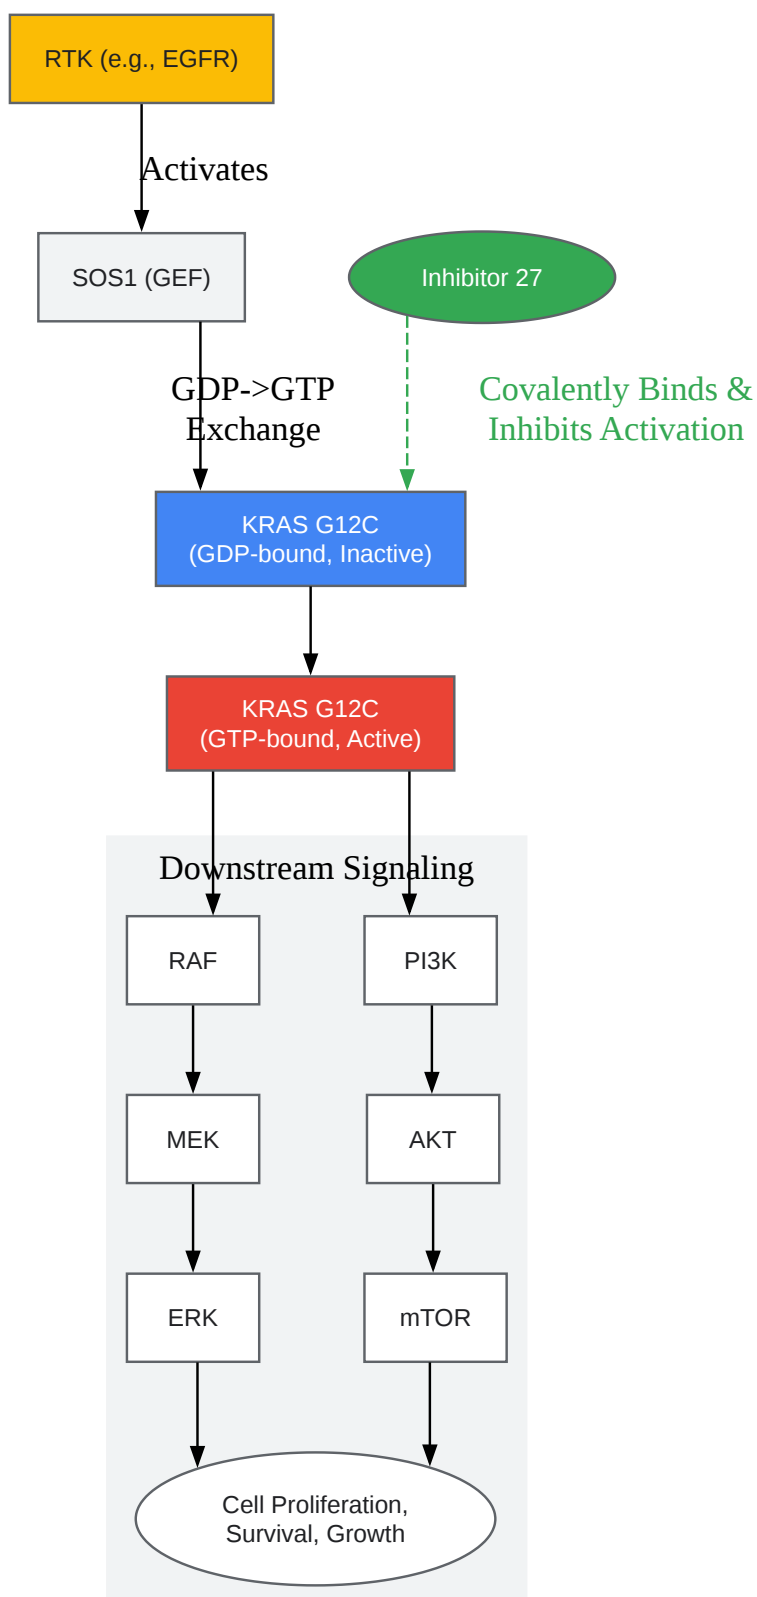 RTK (e.g., EGFR)
Activates
SOS1 (GEF)
Inhibitor 27
GDP->GTP
Exchange
Covalently Binds &
Inhibits Activation
KRAS G12C
(GDP-bound, Inactive)
KRAS G12C
(GTP-bound, Active)
Downstream Signaling
RAF
PI3K
MEK
AKT
ERK
mTOR
Cell Proliferation,
Survival, Growth